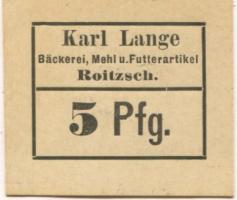 Karl Lange
Bäckerei, Mehl u. Futterartikel
Roitzsch.
5 Pfg.